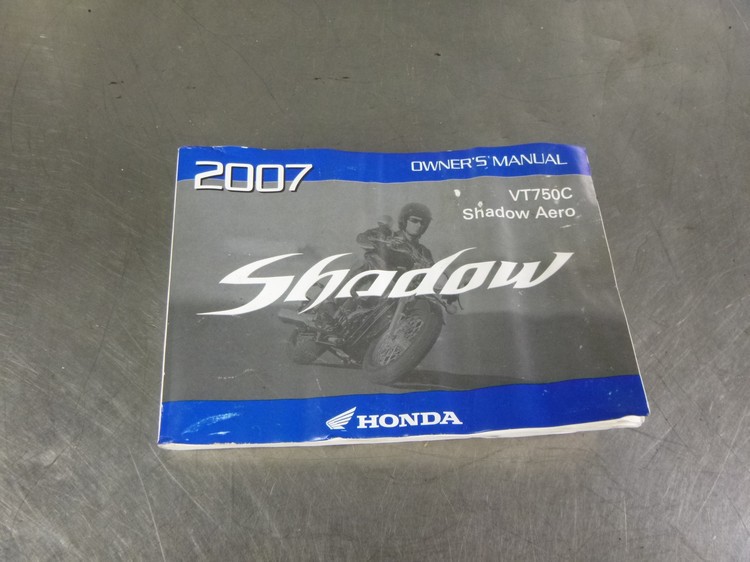 2007
OWNER'S MANUAL
VT750C
Shadow Aero
Shadow
HONDA